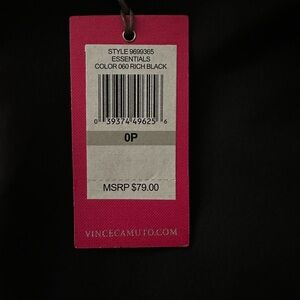 STYLE 9699365
ESSENTIALS
COLOR 060 RICH BLACK
0 39374 49625 6
0P
MSRP $79.00
VINCECAMUTO.COM